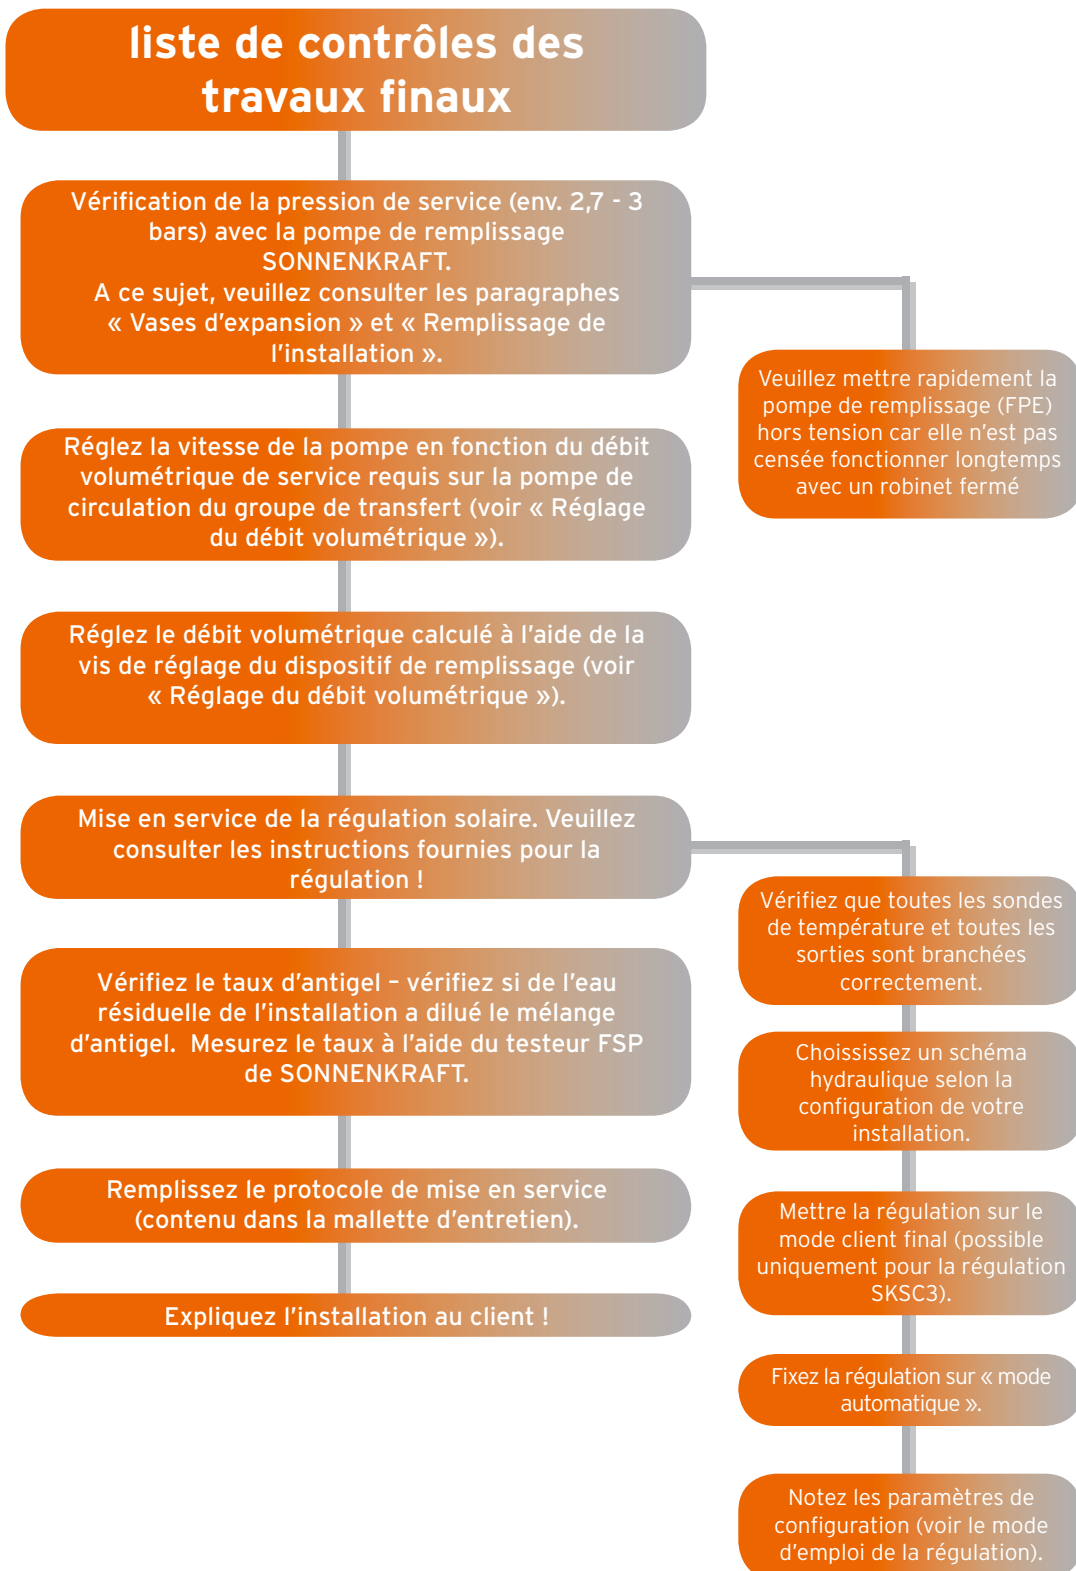 liste de contrôles des
travaux finaux
Vérification de la pression de service (env. 2,7 - 3
bars) avec la pompe de remplissage
SONNENKRAFT.
A ce sujet, veuillez consulter les paragraphes
« Vases d'expansion » et « Remplissage de
l'installation ».
Veuillez mettre rapidement la
pompe de remplissage (FPE)
hors tension car elle n'est pas
censée fonctionner longtemps
avec un robinet fermé
Réglez la vitesse de la pompe en fonction du débit
volumétrique de service requis sur la pompe de
circulation du groupe de transfert (voir « Réglage
du débit volumétrique »).
Réglez le débit volumétrique calculé à l'aide de la
vis de réglage du dispositif de remplissage (voir
« Réglage du débit volumétrique »).
Mise en service de la régulation solaire. Veuillez
consulter les instructions fournies pour la
régulation !
Vérifiez que toutes les sondes
de température et toutes les
sorties sont branchées
correctement.
Choississez un schéma
hydraulique selon la
configuration de votre
installation.
Mettre la régulation sur le
mode client final (possible
uniquement pour la régulation
SKSC3).
Fixez la régulation sur « mode
automatique ».
Notez les paramètres de
configuration (voir le mode
d'emploi de la régulation).
Vérifiez le taux d'antigel – vérifiez si de l'eau
résiduelle de l'installation a dilué le mélange
d'antigel.  Mesurez le taux à l'aide du testeur FSP
de SONNENKRAFT.
Remplissez le protocole de mise en service
(contenu dans la mallette d'entretien).
Expliquez l'installation au client !